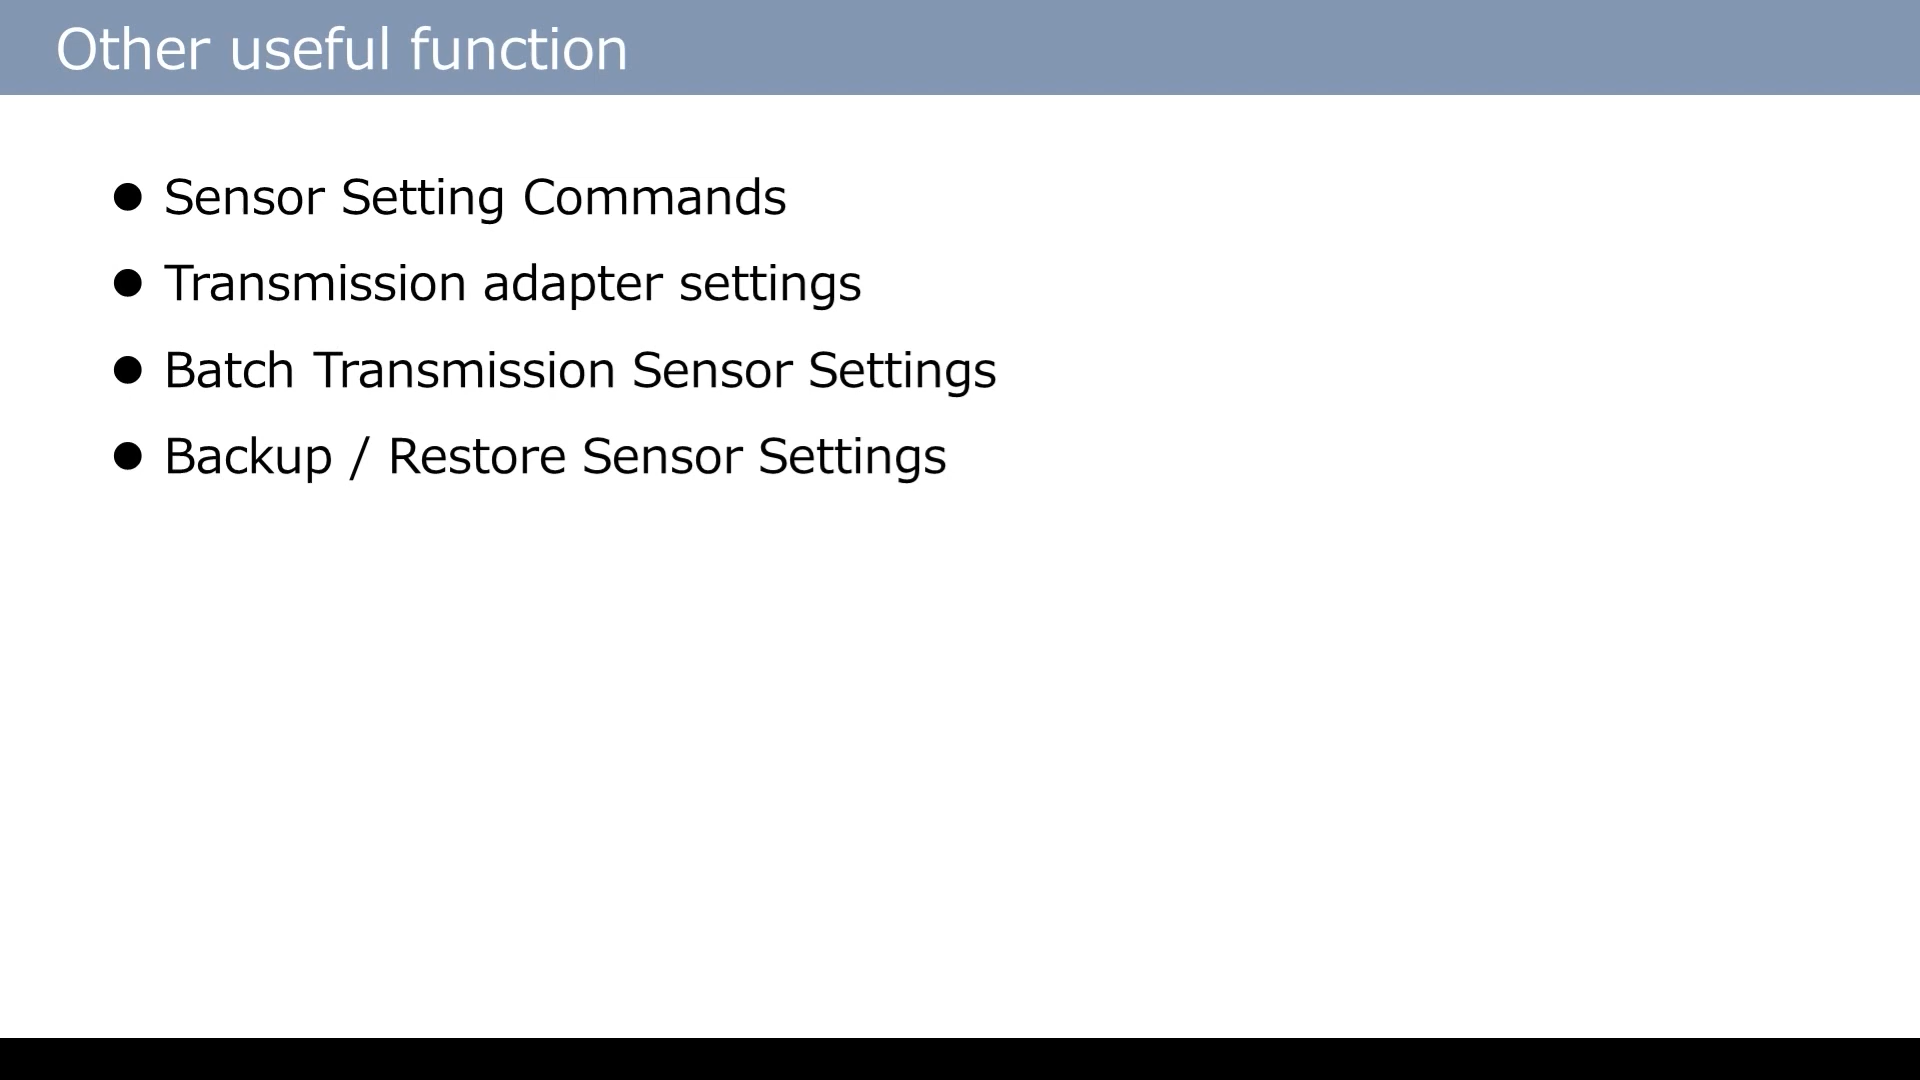 Other useful function
● Sensor Setting Commands
● Transmission adapter settings
● Batch Transmission Sensor Settings
● Backup / Restore Sensor Settings